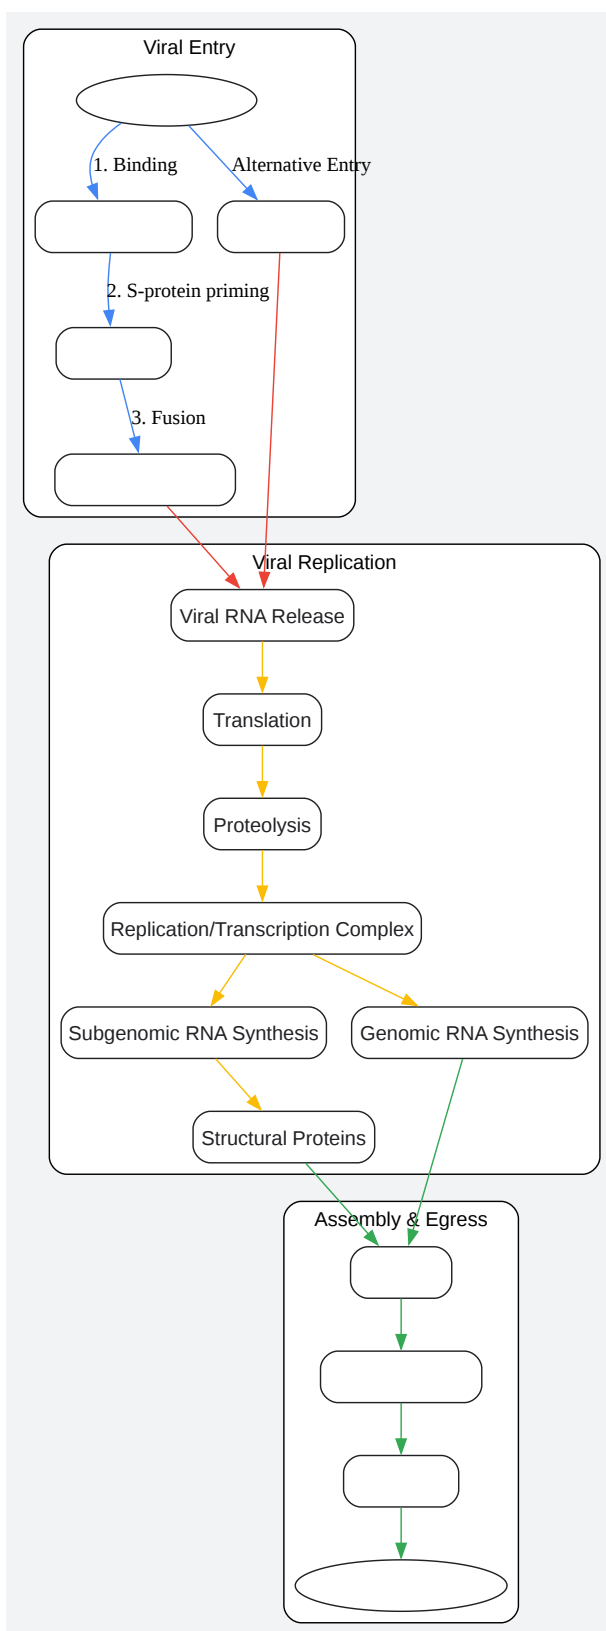 Viral Entry
1. Binding
Alternative Entry
2. S-protein priming
3. Fusion
Viral Replication
Viral RNA Release
Translation
Proteolysis
Replication/Transcription Complex
Subgenomic RNA Synthesis
Genomic RNA Synthesis
Structural Proteins
Assembly & Egress